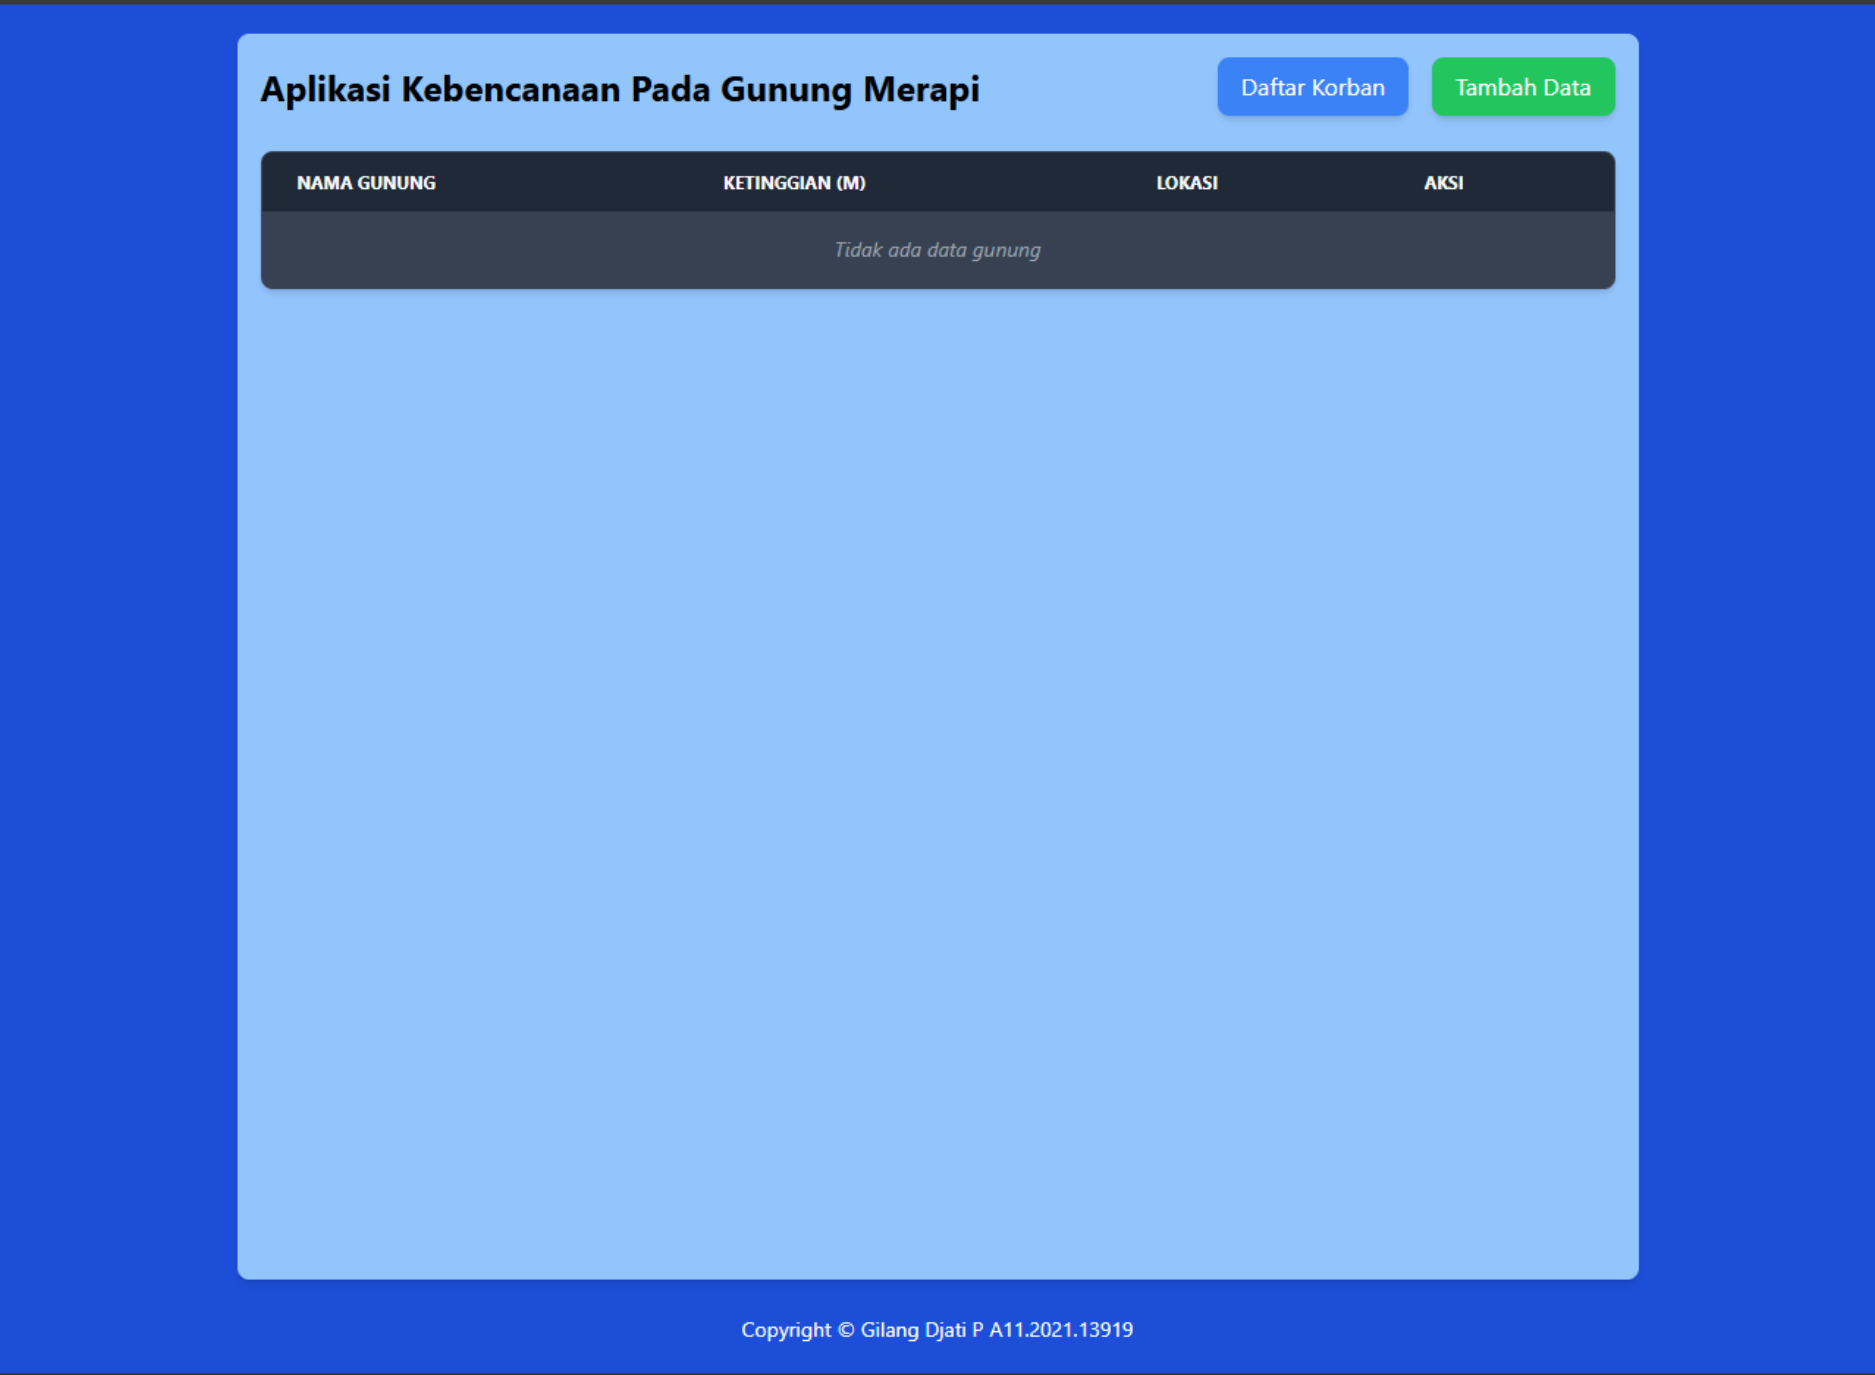 Aplikasi Kebencanaan Pada Gunung Merapi
Daftar Korban
Tambah Data
NAMA GUNUNG KETINGGIAN (M) LOKASI AKSI
Tidak ada data gunung
Copyright © Gilang Djati P A11.2021.13919